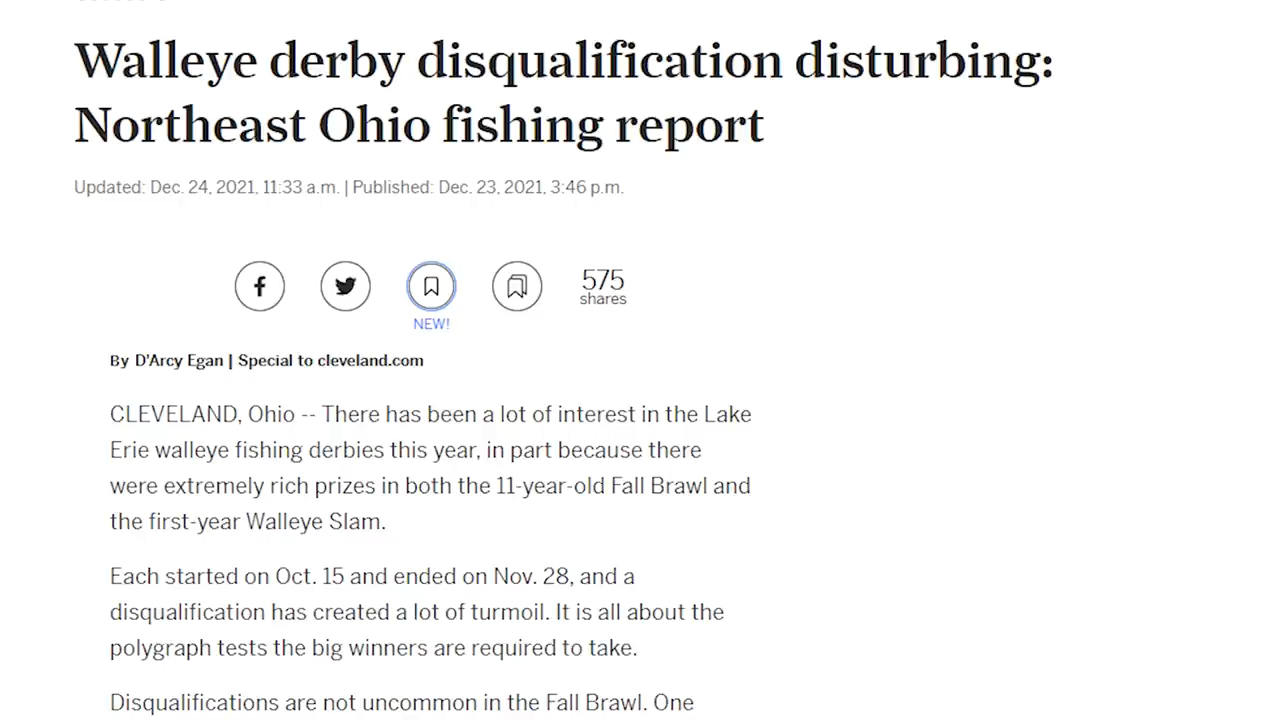 Walleye derby disqualification disturbing:
Northeast Ohio fishing report
Updated: Dec. 24, 2021, 11:33 a.m. | Published: Dec. 23, 2021, 3:46 p.m.
575
shares
NEW!
By D'Arcy Egan | Special to cleveland.com
CLEVELAND, Ohio -- There has been a lot of interest in the Lake
Erie walleye fishing derbies this year, in part because there
were extremely rich prizes in both the 11-year-old Fall Brawl and
the first-year Walleye Slam.
Each started on Oct. 15 and ended on Nov. 28, and a
disqualification has created a lot of turmoil. It is all about the
polygraph tests the big winners are required to take.
Disqualifications are not uncommon in the Fall Brawl. One